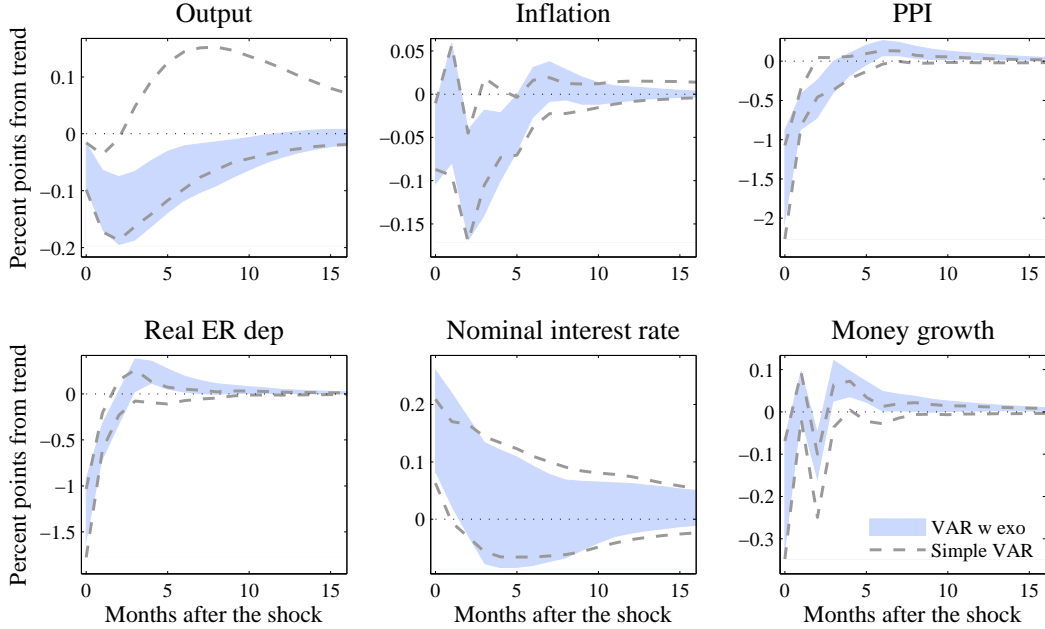 Output
Inflation
PPI
Percent points from trend
0.1
0
−0.1
−0.2
0 5 10 15
0.05
0
−0.05
−0.1
−0.15
0 5 10 15
0
−0.5
−1
−1.5
−2
0 5 10 15
Real ER dep
Nominal interest rate
Money growth
Percent points from trend
0
−0.5
−1
−1.5
0 5 10 15
Months after the shock
0.2
0.1
0
0 5 10 15
Months after the shock
0.1
0
−0.1
−0.2
−0.3
VAR w exo
Simple VAR
0 5 10 15
Months after the shock